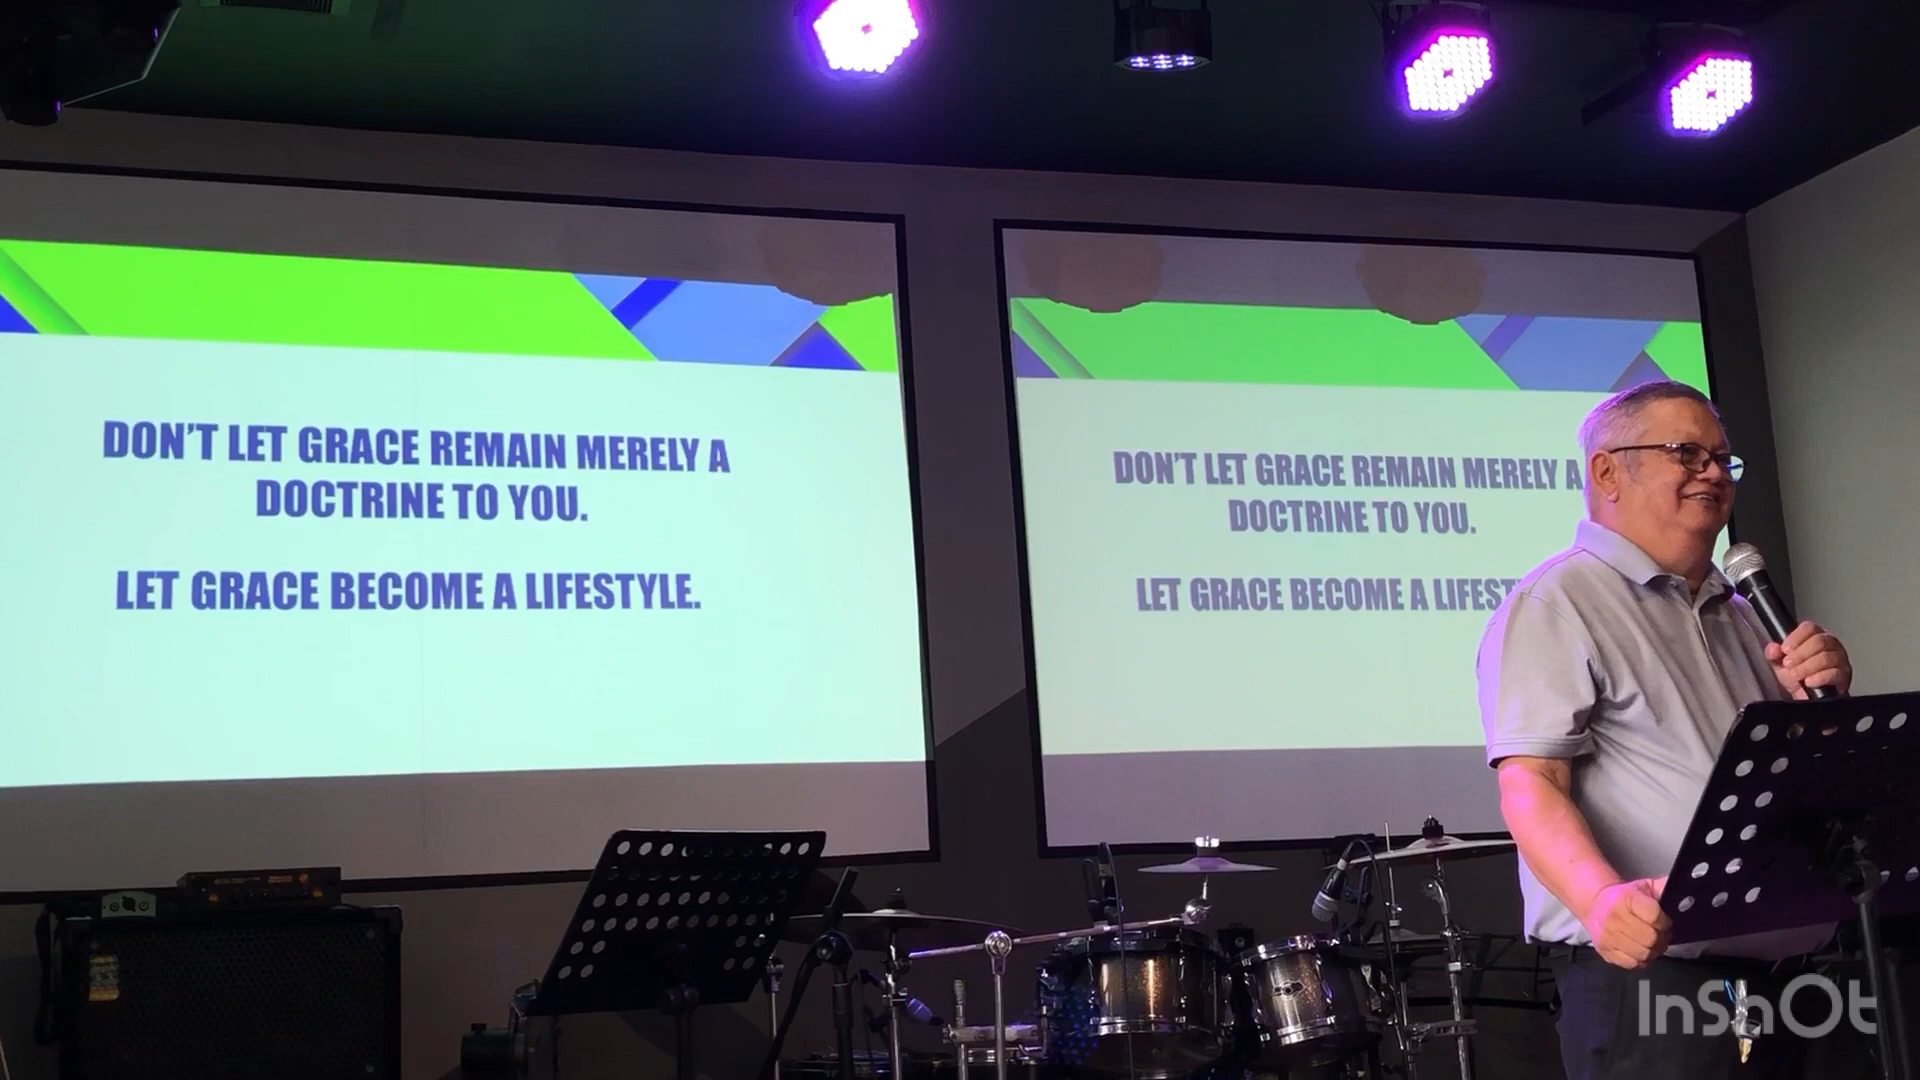 DON'T LET GRACE REMAIN MERELY A
DOCTRINE TO YOU.
LET GRACE BECOME A LIFESTYLE.
DON'T LET GRACE REMAIN MERELY A
DOCTRINE TO YOU.
LET GRACE BECOME A LIFEST
InShOt